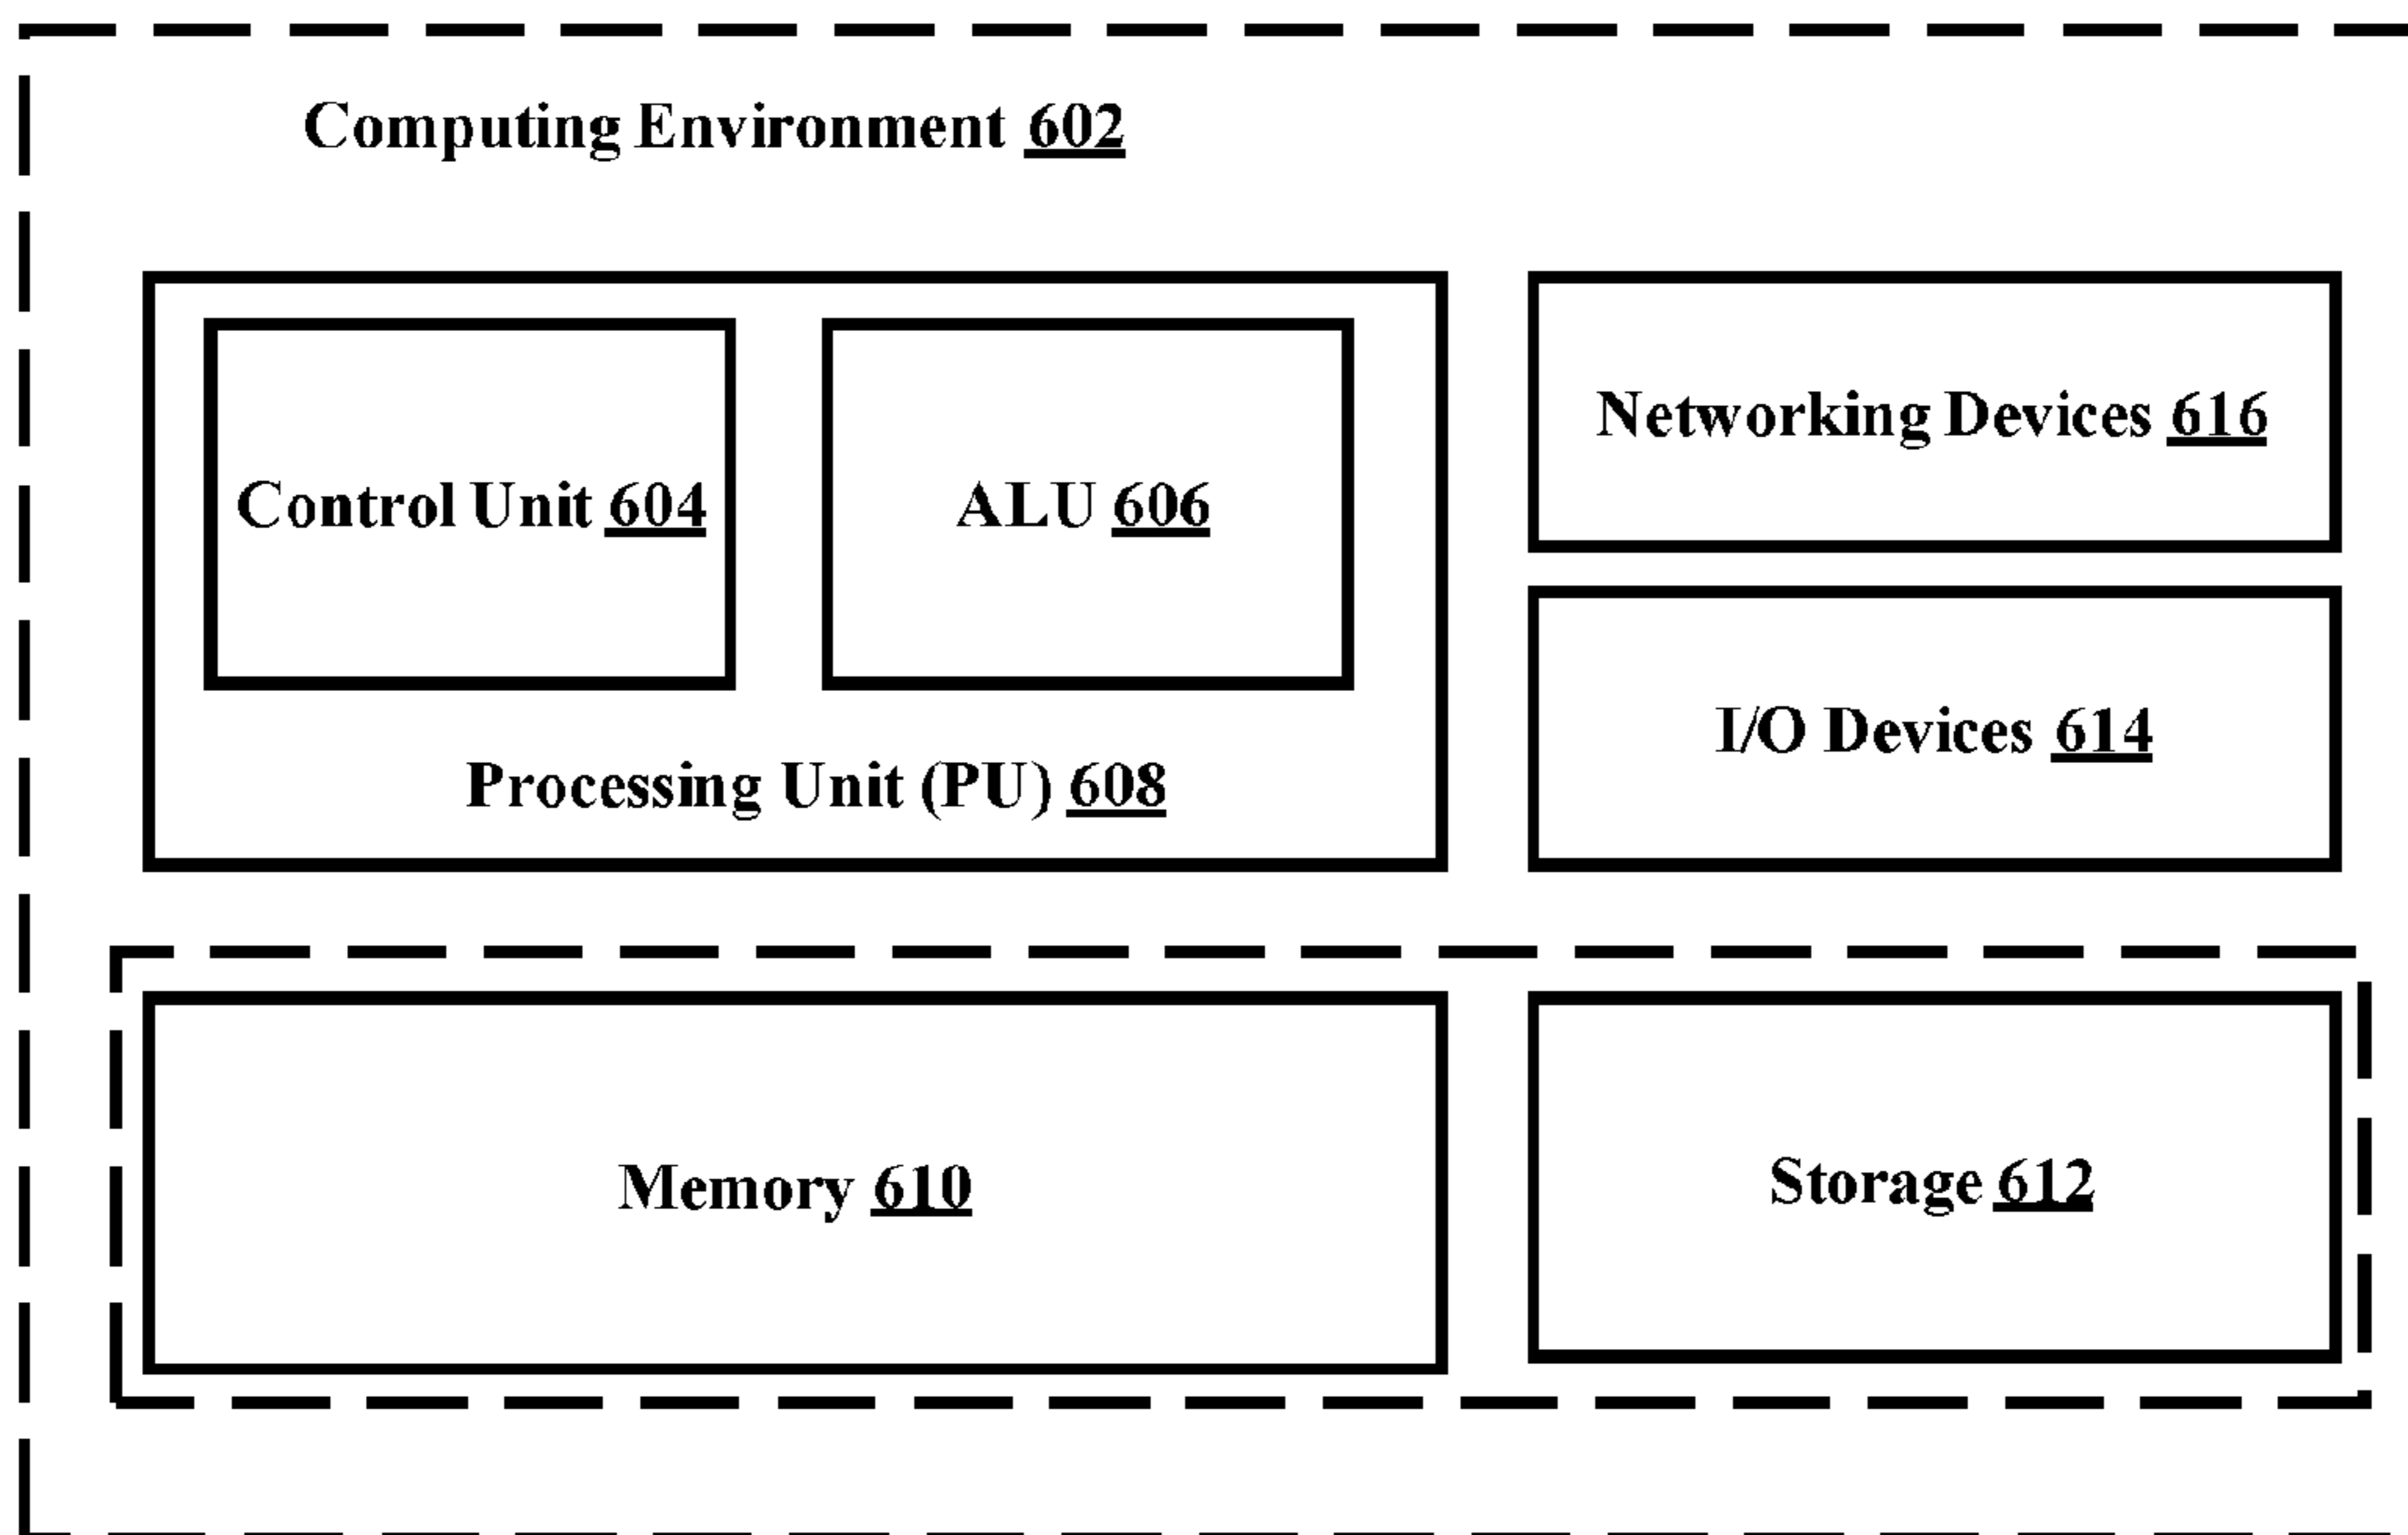 Computing Environment 602
Control Unit 604
ALU 606
Processing Unit (PU) 608
Networking Devices 616
I/O Devices 614
Memory 610
Storage 612